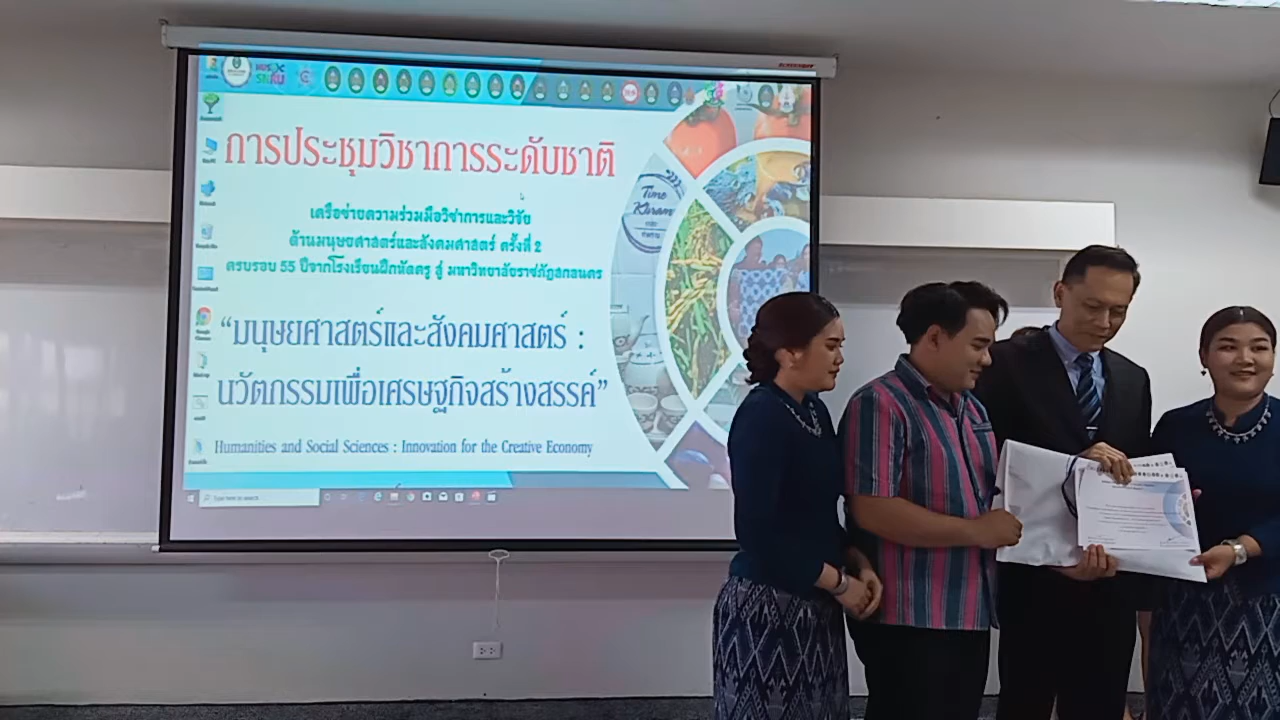 HUSOC
SNRU
การประชุมวิชาการระดับชาติ
เครือข่ายความร่วมมือวิชาการและวิจัย
ด้านมนุษยศาสตร์และสังคมศาสตร์ ครั้งที่ 2
ครบรอบ 55 ปีจากโรงเรียนฝึกหัดครู สู่ มหาวิทยาลัยราชภัฏสกลนคร
“มนุษยศาสตร์และสังคมศาสตร์ :
นวัตกรรมเพื่อเศรษฐกิจสร้างสรรค์”
Humanities and Social Sciences : Innovation for the Creative Economy
Time
Type here to search
Google
Chrome